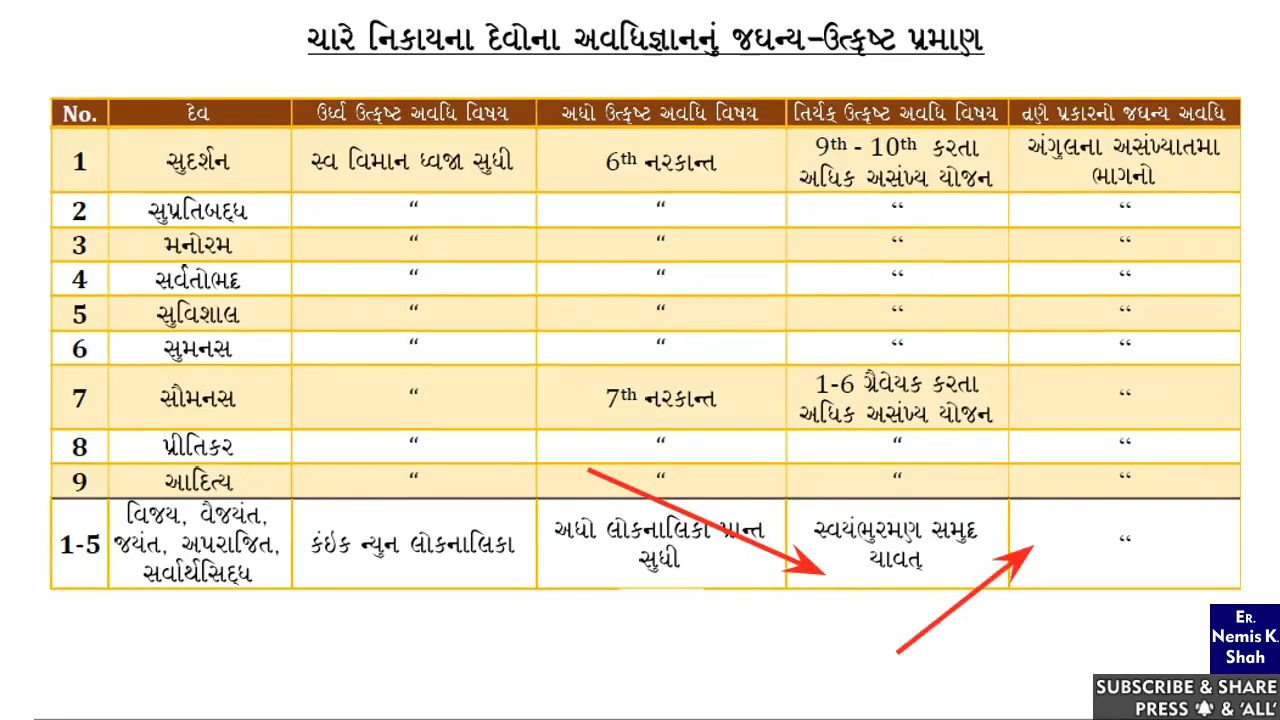 ચારે નિકાયના દેવોના અવધિજ્ઞાનનું જઘન્ય-ઉત્કૃષ્ટ પ્રમાણ
No. દેવ ઉર્ધ્વ ઉત્કૃષ્ટ અવધિ વિષય અધો ઉત્કૃષ્ટ અવધિ વિષય તિર્યક્ ઉત્કૃષ્ટ અવધિ વિષય ત્રણે પ્રકારનો જઘન્ય અવધિ
1 સુદર્શન સ્વ વિમાન ધ્વજા સુધી 6th નરકાન્ત 9th - 10th કરતા અધિક અસંખ્ય યોજન અંગુલના અસંખ્યાતમા ભાગનો
2 સુપ્રતિબદ્ધ “ “ “ “
3 મનોરમ “ “ “ “
4 સર્વતોભદ્ર “ “ “ “
5 સુવિશાલ “ “ “ “
6 સુમનસ “ “ “ “
7 સૌમનસ “ 7th નરકાન્ત 1-6 ગ્રૈવેયક કરતા અધિક અસંખ્ય યોજન “
8 પ્રીતિકર “ “ “ “
9 આદિત્ય “ “ “ “
1-5 વિજય, વૈજયંત, જયંત, અપરાજિત, સર્વાર્થસિદ્ધ કંઇક ન્યુન લોકનાલિકા અધો લોકનાલિકા પ્રાન્ત સુધી સ્વયંભુરમણ સમુદ્ર યાવત્ “
ER.
Nemis K.
Shah
SUBSCRIBE & SHARE
PRESS & ‘ALL’